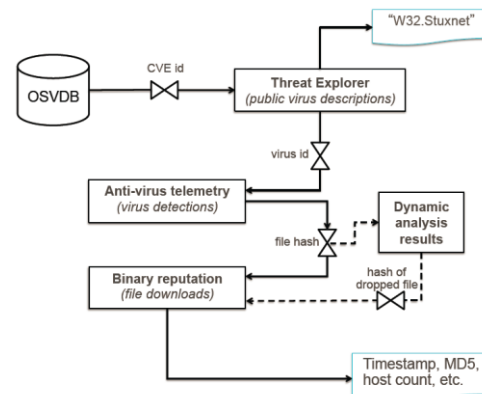 “W32.Stuxnet”
CVE id
OSVDB
Threat Explorer
(public virus descriptions)
virus id
Anti-virus telemetry
(virus detections)
Dynamic
analysis
results
file hash
Binary reputation
(file downloads)
hash of
dropped file
Timestamp, MD5,
host count, etc.